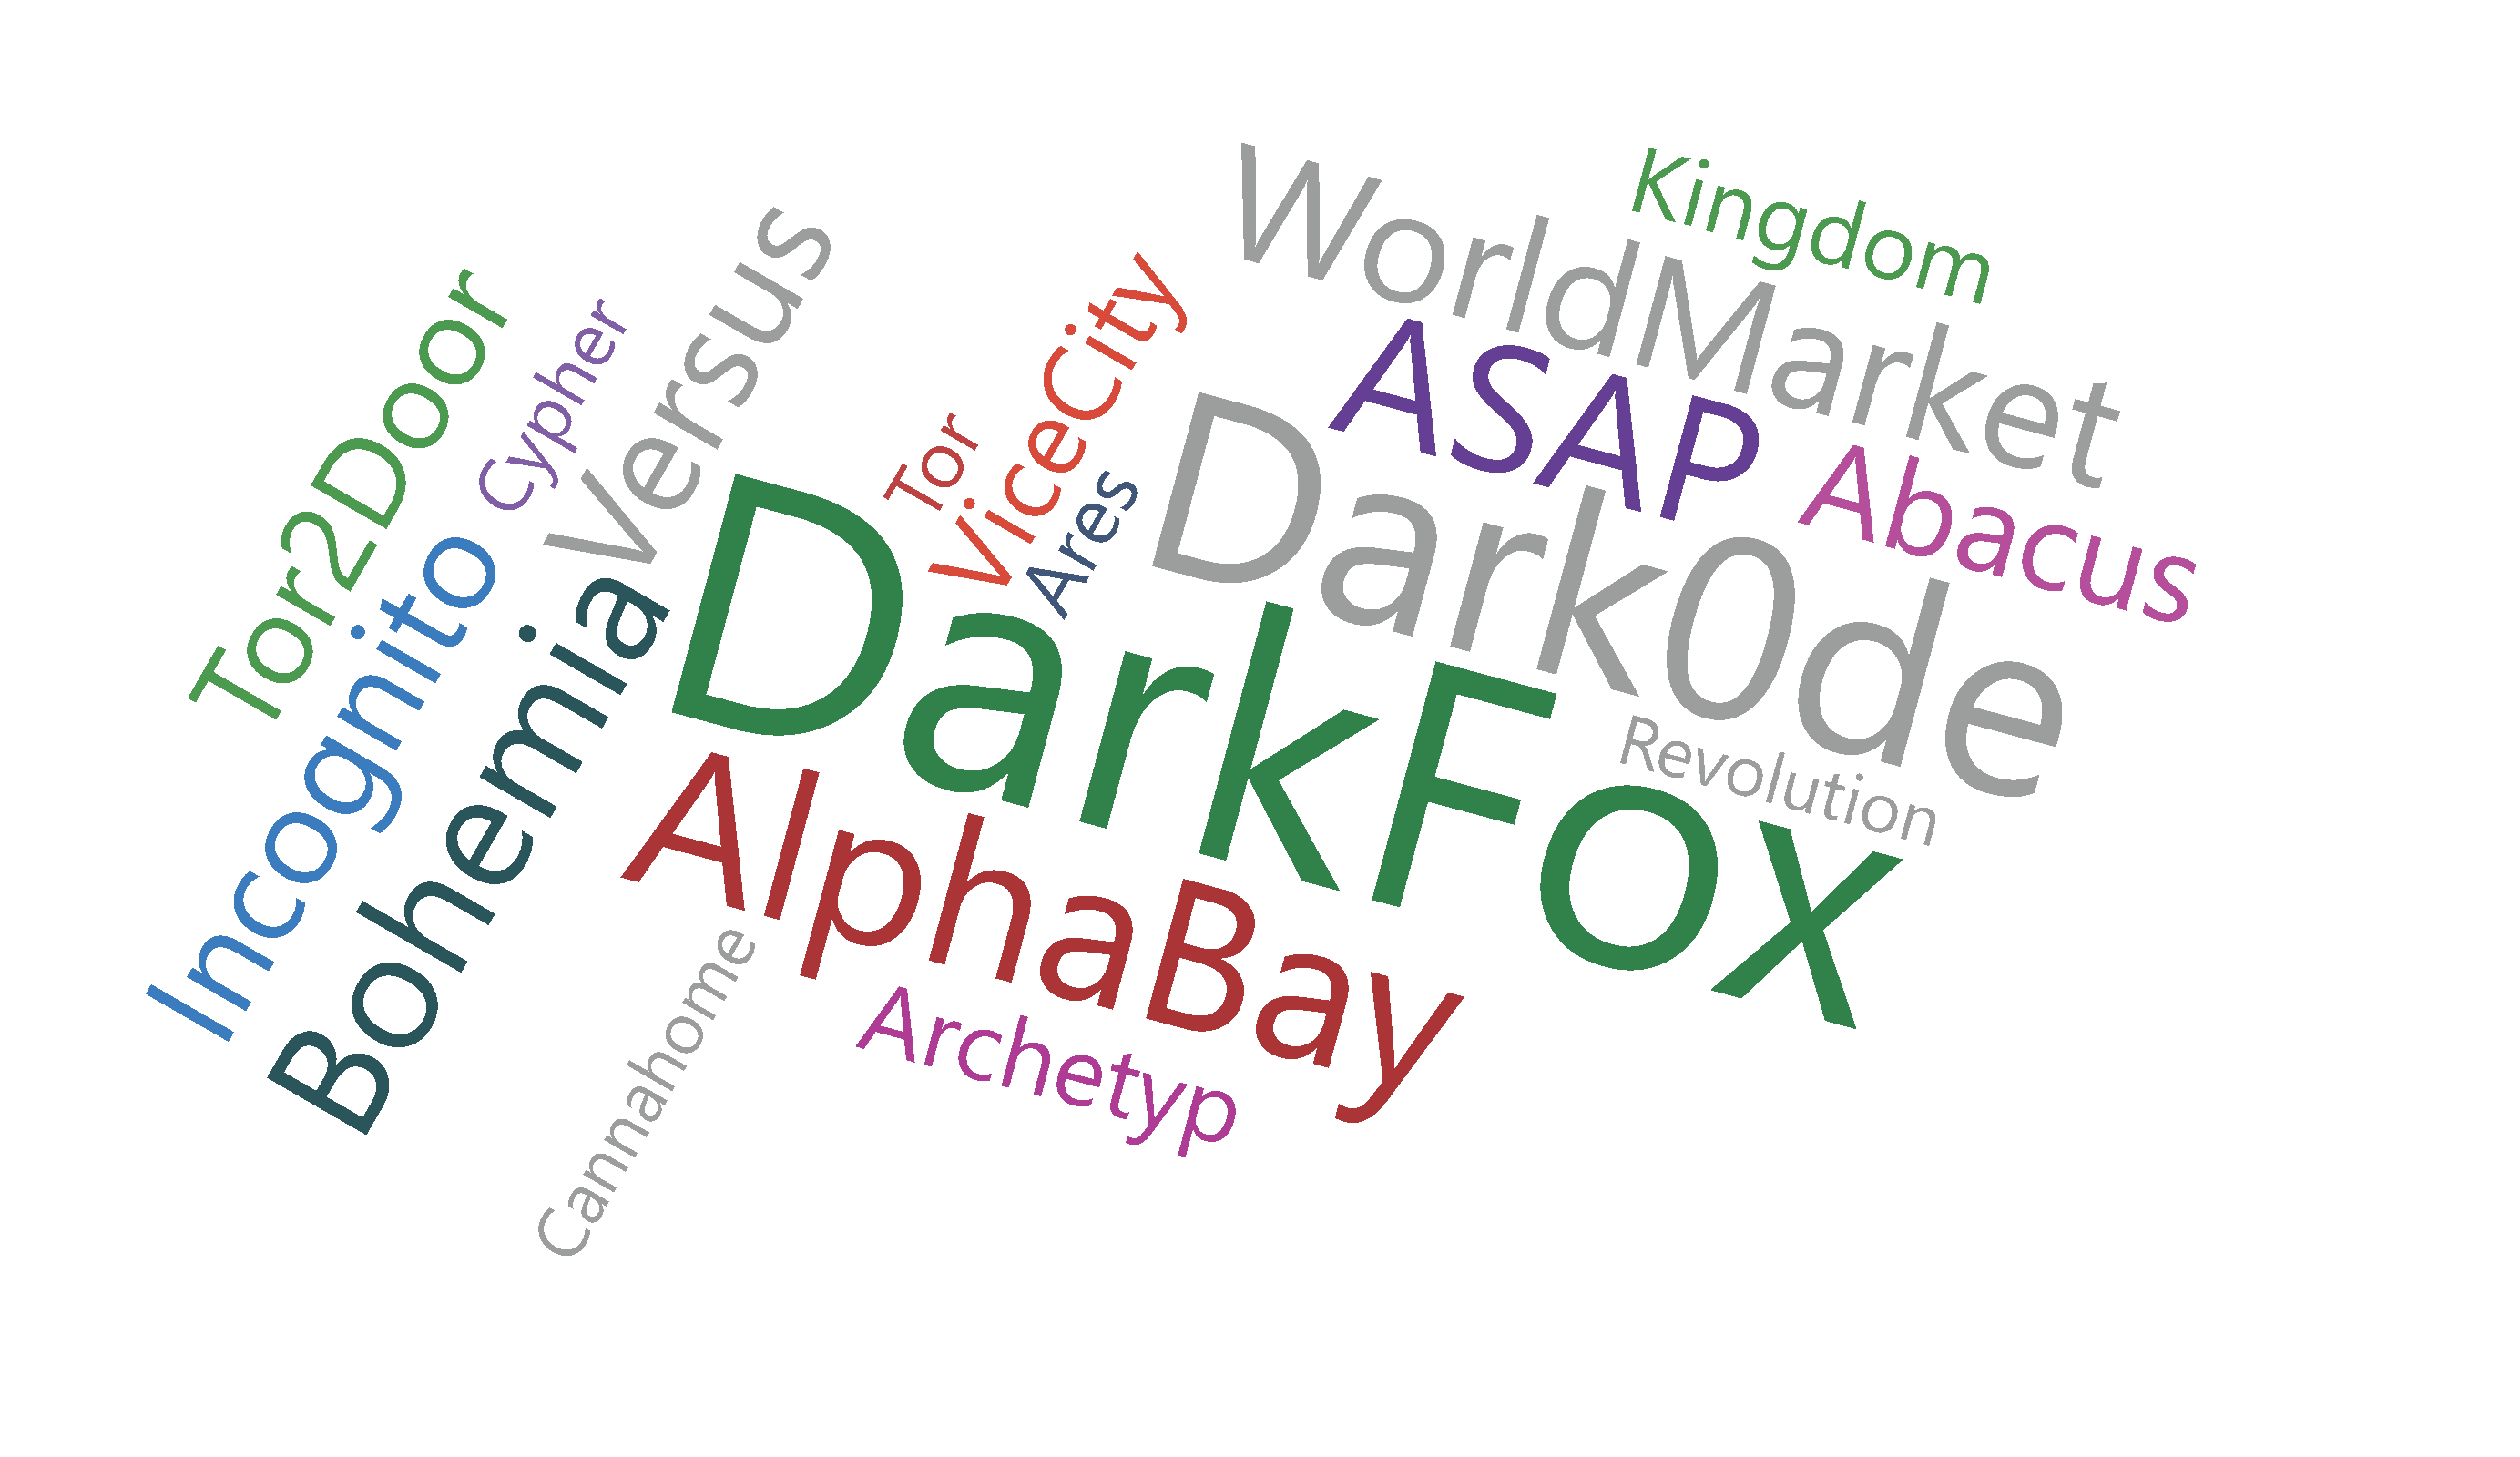 Kingdom
WorldMarket
ASAP
Abacus
Dark0de
Revolution
DarkFox
AlphaBay
Archetyp
Tor2Door
Cypher
Versus
Tor
ViceCity
Ares
Incognito
Bohemia
Cannahome